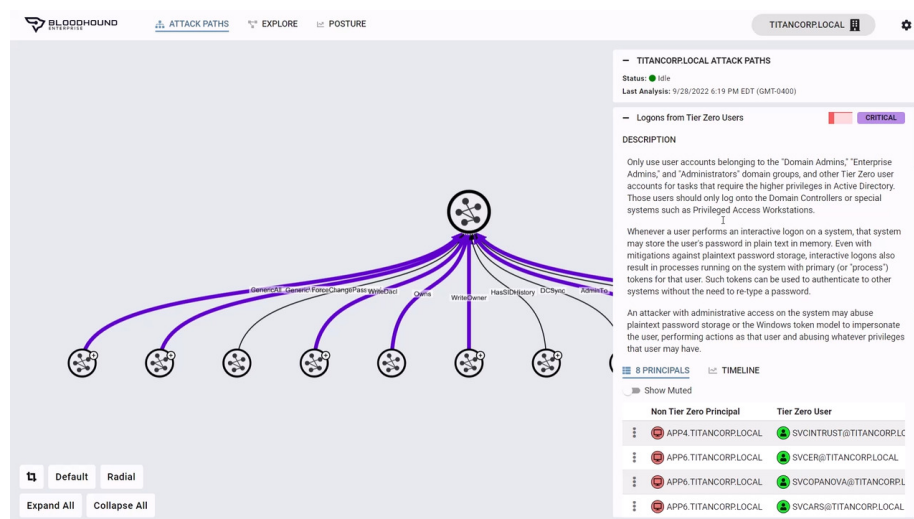 BLOODHOUND
ENTERPRISE
ATTACK PATHS
EXPLORE
POSTURE
TITANCORP.LOCAL
TITANCORP.LOCAL ATTACK PATHS
Status: Idle
Last Analysis: 9/28/2022 6:19 PM EDT (GMT-0400)
Logons from Tier Zero Users
CRITICAL
DESCRIPTION
Only use user accounts belonging to the "Domain Admins," "Enterprise
Admins," and "Administrators" domain groups, and other Tier Zero user
accounts for tasks that require the higher privileges in Active Directory.
Those users should only log onto the Domain Controllers or special
systems such as Privileged Access Workstations.
Whenever a user performs an interactive logon on a system, that system
may store the user's password in plain text in memory. Even with
mitigations against plaintext password storage, interactive logons also
result in processes running on the system with primary (or "process")
tokens for that user. Such tokens can be used to authenticate to other
systems without the need to re-type a password.
An attacker with administrative access on the system may abuse
plaintext password storage or the Windows token model to impersonate
the user, performing actions as that user and abusing whatever privileges
that user may have.
8 PRINCIPALS
TIMELINE
Show Muted
Non Tier Zero Principal Tier Zero User
APP4.TITANCORP.LOCAL SVCINTRUST@TITANCORP.LC
APP6.TITANCORP.LOCAL SVCER@TITANCORP.LOCAL
APP6.TITANCORP.LOCAL SVCOPANOVA@TITANCORP.L
APP6.TITANCORP.LOCAL SVCARS@TITANCORP.LOCAL
GenericAll
Generic
ForceChangePass
WriteDacl
Owns
WriteOwner
HasSIDHistory
DCSync
AdminTo
Default
Radial
Expand All
Collapse All